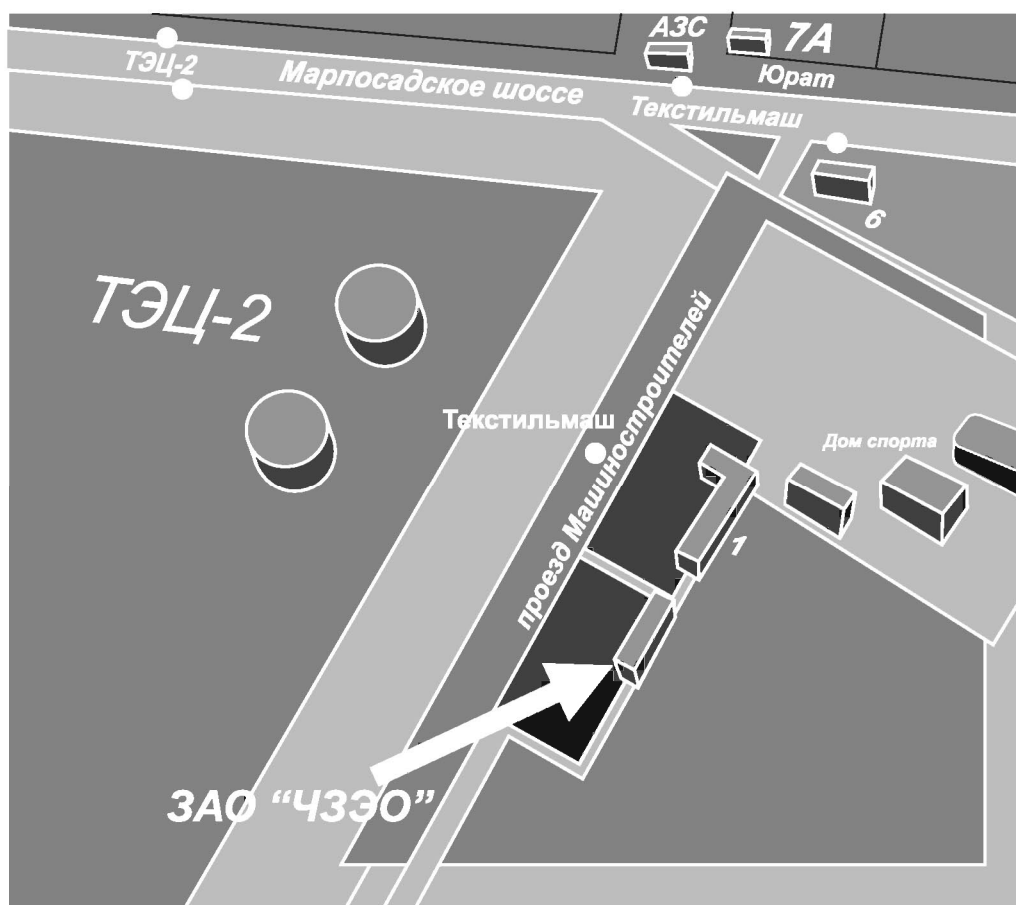 АЗС
7А
ТЭЦ-2
Марпосадское шоссе
Юрат
Текстильмаш
6
ТЭЦ-2
проезд Машиностроителей
Текстильмаш
Дом спорта
1
ЗАО “ЧЗЭО”